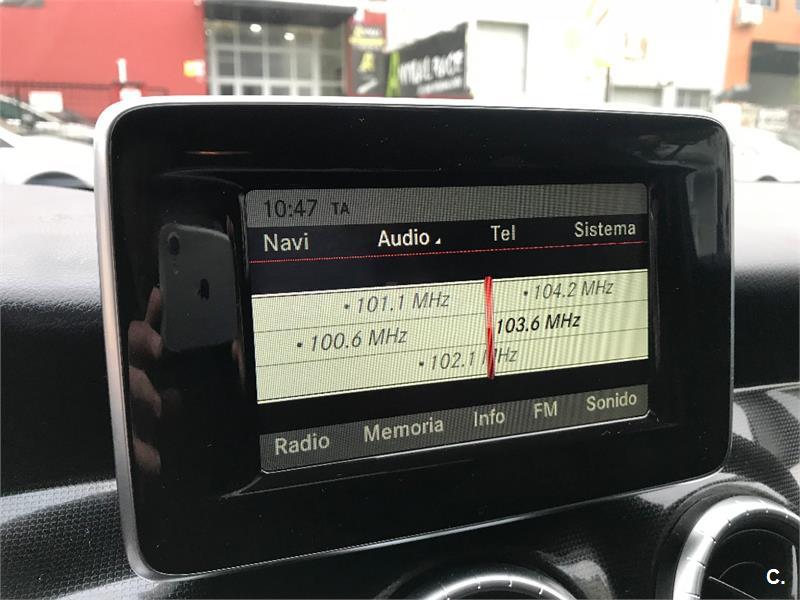 10:47 TA
Navi Audio Tel Sistema
• 101.1 MHz • 104.2 MHz
• 100.6 MHz 103.6 MHz
• 102.1 MHz
Radio Memoria Info FM Sonido
C.